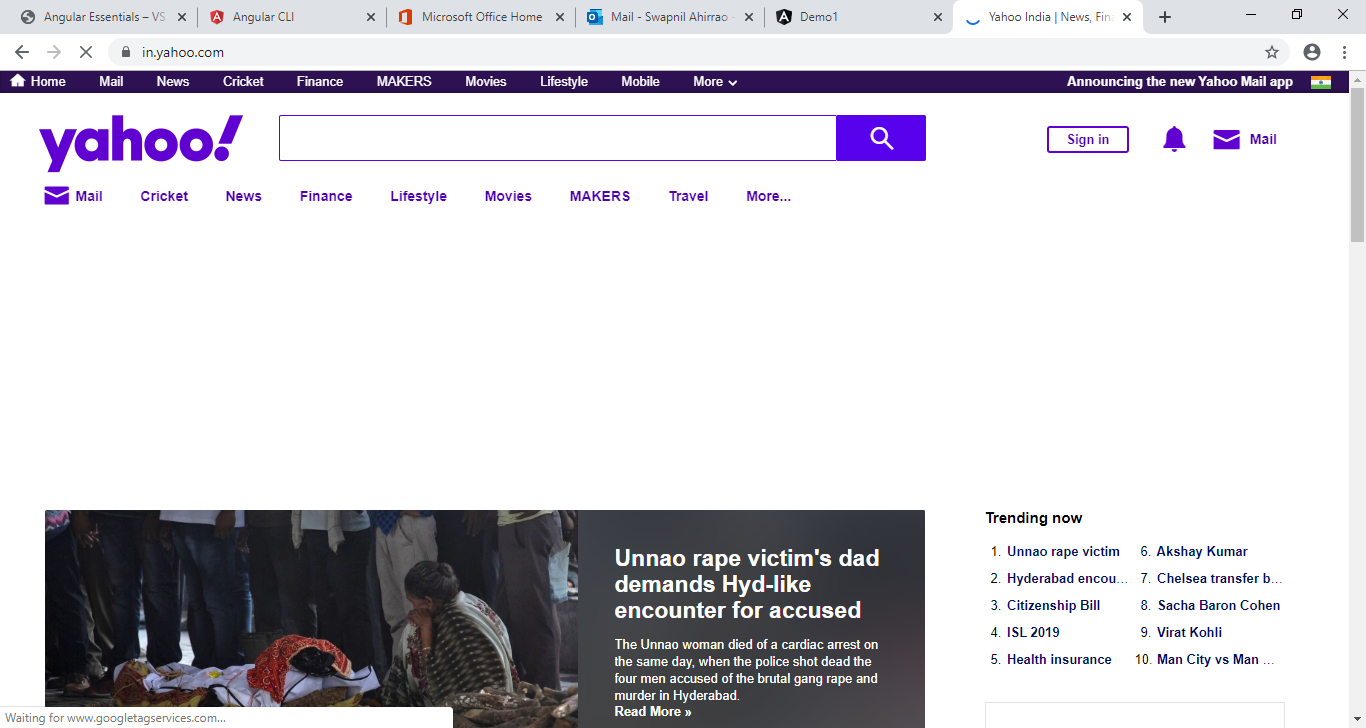 Angular Essentials – VS
Angular CLI
Microsoft Office Home
Mail - Swapnil Ahirrao -
Demo1
Yahoo India | News, Fina
in.yahoo.com
Home Mail News Cricket Finance MAKERS Movies Lifestyle Mobile More Announcing the new Yahoo Mail app
yahoo!
Sign in
Mail
Mail Cricket News Finance Lifestyle Movies MAKERS Travel More...
Unnao rape victim's dad
demands Hyd-like
encounter for accused
The Unnao woman died of a cardiac arrest on
the same day, when the police shot dead the
four men accused of the brutal gang rape and
murder in Hyderabad.
Read More »
Trending now
1. Unnao rape victim
2. Hyderabad encou...
3. Citizenship Bill
4. ISL 2019
5. Health insurance
6. Akshay Kumar
7. Chelsea transfer b...
8. Sacha Baron Cohen
9. Virat Kohli
10. Man City vs Man ...
Waiting for www.googletagservices.com...